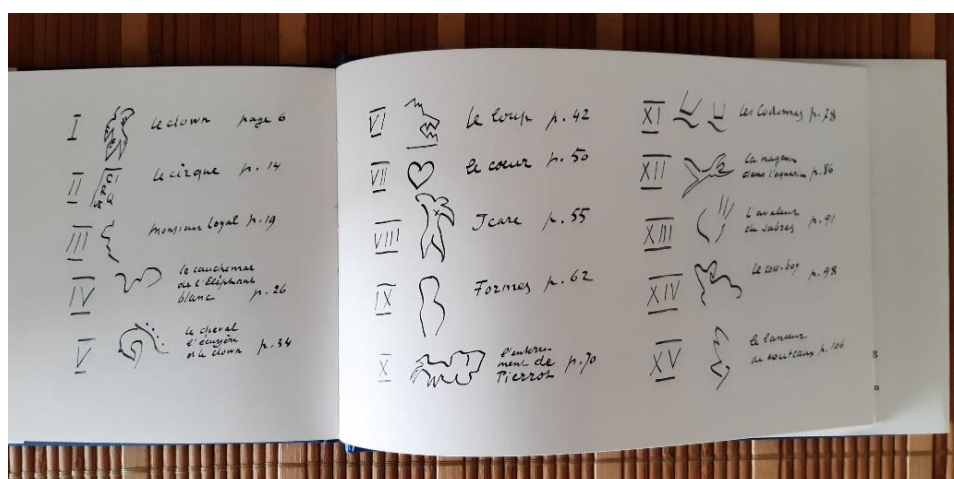 I le clown page 6
II CI R Q le cirque p. 14
III monsieur Loyal p. 19
IV le cauchemar
de l'Eléphant
blanc p. 26
V le cheval
l'écuyère
et le clown p. 34
VI le loup p. 42
VII le coeur p. 50
VIII Icare p. 55
IX Formes p. 62
X l'enterre-
ment de
Pierrot p. 70
XI les Codomas p. 78
XII la nageuse
dans l'aquarium p. 86
XIII l'avaleur
de sabres p. 91
XIV le cow-boy p. 98
XV le lanceur
de couteaux p. 106